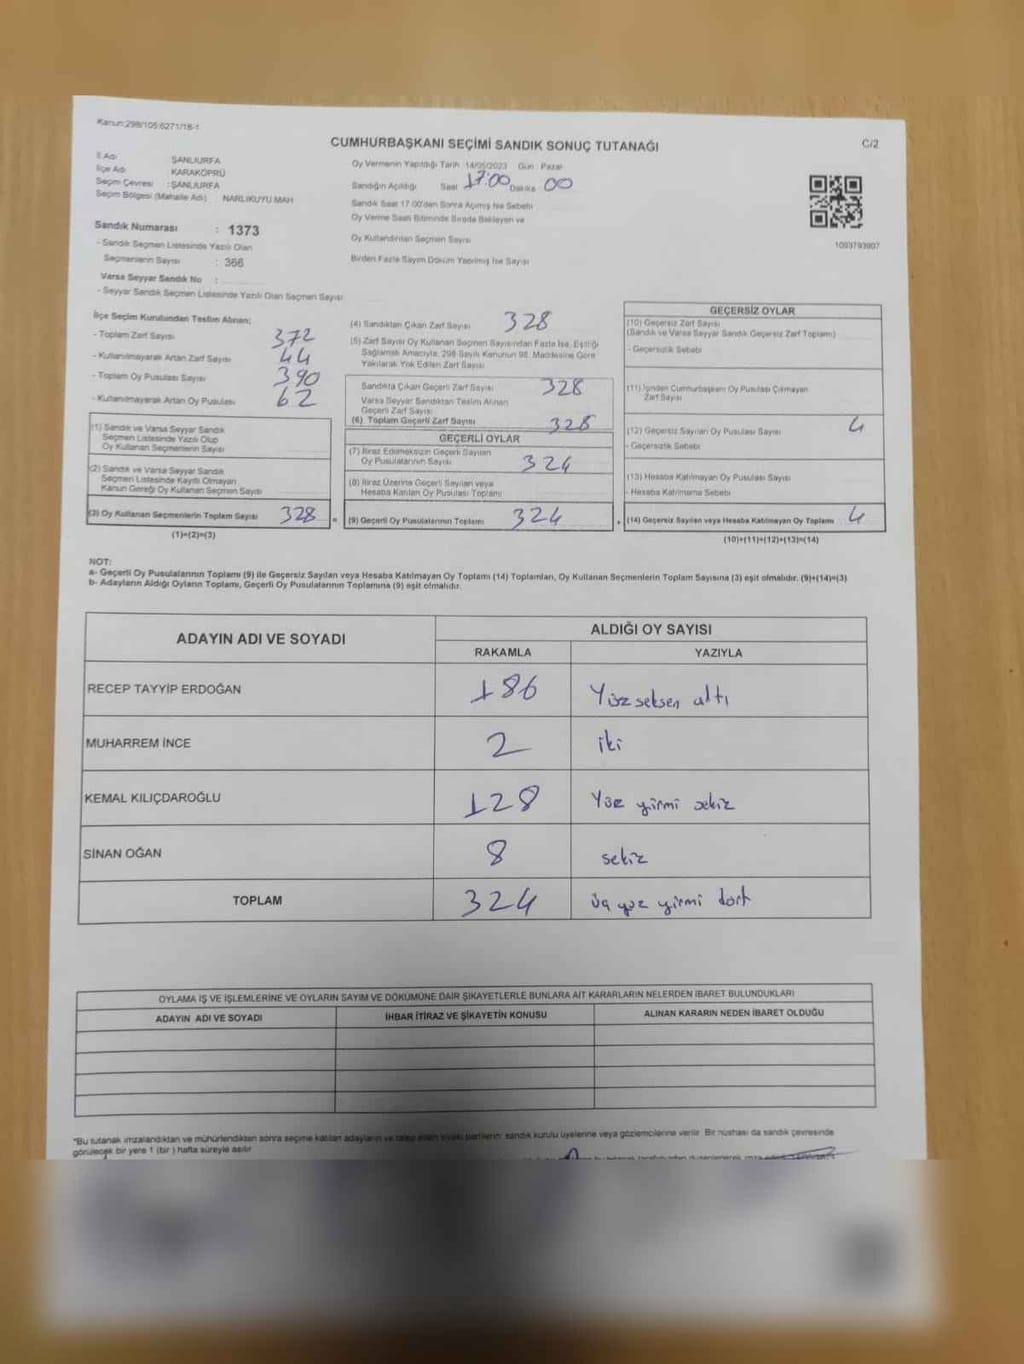 Kanun:298/105;6271/18-1
CUMHURBAŞKANI SEÇİMİ SANDIK SONUÇ TUTANAĞI
C/2
İl Adı ŞANLIURFA
İlçe Adı KARAKÖPRÜ
Seçim Çevresi : ŞANLIURFA
Seçim Bölgesi (Mahalle Adı) NARLIKUYU MAH
Oy Vermenin Yapıldığı Tarih 14/05/2023 Gün Pazar
Sandığın Açıldığı Saat 17:00 Dakika 00
Sandık Saat 17:00'den Sonra Açılmış İse Sebebi
Oy Verme Saati Bitiminde Sırada Bekleyen ve
Oy Kullandırılan Seçmen Sayısı
Birden Fazla Sayım Döküm Yapılmış İse Sayısı
1093793907
Sandık Numarası : 1373
- Sandık Seçmen Listesinde Yazılı Olan
Seçmenlerin Sayısı : 366
Varsa Seyyar Sandık No :
- Seyyar Sandık Seçmen Listesinde Yazılı Olan Seçmen Sayısı:
İlçe Seçim Kurulundan Teslim Alınan;
- Toplam Zarf Sayısı 372
- Kullanılmayarak Artan Zarf Sayısı 44
- Toplam Oy Pusulası Sayısı 390
- Kullanılmayarak Artan Oy Pusulası 62
(1) Sandık ve Varsa Seyyar Sandık
Seçmen Listesinde Yazılı Olup
Oy Kullanan Seçmenlerin Sayısı
(2) Sandık ve Varsa Seyyar Sandık
Seçmen Listesinde Kayıtlı Olmayan
Kanun Gereği Oy Kullanan Seçmen Sayısı
(3) Oy Kullanan Seçmenlerin Toplam Sayısı 328
(1)+(2)=(3)
(4) Sandıktan Çıkan Zarf Sayısı 328
(5) Zarf Sayısı Oy Kullanan Seçmen Sayısından Fazla İse, Eşitliği
Sağlamak Amacıyla, 298 Sayılı Kanunun 98. Maddesine Göre
Yakılarak Yok Edilen Zarf Sayısı
Sandıkta Çıkan Geçerli Zarf Sayısı 328
Varsa Seyyar Sandıktan Teslim Alınan
Geçerli Zarf Sayısı
(6) Toplam Geçerli Zarf Sayısı 328
GEÇERLİ OYLAR
(7) İtiraz Edilmeksizin Geçerli Sayılan
Oy Pusulalarının Sayısı 324
(8) İtiraz Üzerine Geçerli Sayılan veya
Hesaba Katılan Oy Pusulası Toplamı
= (9) Geçerli Oy Pusulalarının Toplamı 324
GEÇERSİZ OYLAR
(10) Geçersiz Zarf Sayısı
(Sandık ve Varsa Seyyar Sandık Geçersiz Zarf Toplamı)
- Geçersizlik Sebebi
(11) İçinden Cumhurbaşkanı Oy Pusulası Çıkmayan
Zarf Sayısı
(12) Geçersiz Sayılan Oy Pusulası Sayısı 4
- Geçersizlik Sebebi
(13) Hesaba Katılmayan Oy Pusulası Sayısı
- Hesaba Katılmama Sebebi
+ (14) Geçersiz Sayılan veya Hesaba Katılmayan Oy Toplamı 4
(10)+(11)+(12)+(13)=(14)
NOT:
a- Geçerli Oy Pusulalarının Toplamı (9) ile Geçersiz Sayılan veya Hesaba Katılmayan Oy Toplamı (14) Toplamları, Oy Kullanan Seçmenlerin Toplam Sayısına (3) eşit olmalıdır. (9)+(14)=(3)
b- Adayların Aldığı Oyların Toplamı, Geçerli Oy Pusulalarının Toplamına (9) eşit olmalıdır.
ADAYIN ADI VE SOYADI
ALDIĞI OY SAYISI
RAKAMLA YAZIYLA
RECEP TAYYİP ERDOĞAN 186 Yüz seksen altı
MUHARREM İNCE 2 iki
KEMAL KILIÇDAROĞLU 128 Yüz yirmi sekiz
SİNAN OĞAN 8 sekiz
TOPLAM 324 üç yüz yirmi dört
OYLAMA İŞ VE İŞLEMLERİNE VE OYLARIN SAYIM VE DÖKÜMÜNE DAİR ŞİKAYETLERLE BUNLARA AİT KARARLARIN NELERDEN İBARET BULUNDUKLARI
ADAYIN ADI VE SOYADI İHBAR İTİRAZ VE ŞİKAYETİN KONUSU ALINAN KARARIN NEDEN İBARET OLDUĞU
*Bu tutanak imzalandıktan ve mühürlendikten sonra seçime katılan adayların ve talep eden siyasi partilerin; sandık kurulu üyelerine veya gözlemcilerine verilir. Bir nüshası da sandık çevresinde
görülecek bir yere 1 (bir) hafta süreyle asılır